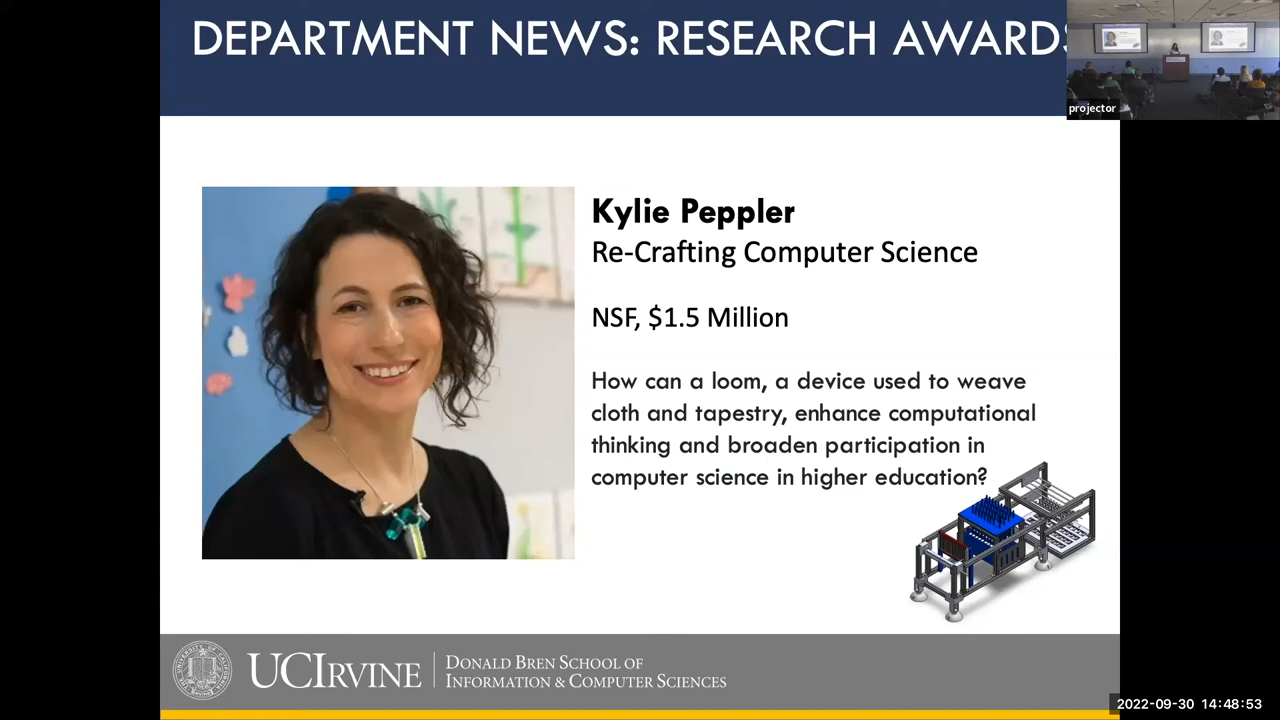 DEPARTMENT NEWS: RESEARCH AWARDS
projector
Kylie Peppler
Re-Crafting Computer Science
NSF, $1.5 Million
How can a loom, a device used to weave
cloth and tapestry, enhance computational
thinking and broaden participation in
computer science in higher education?
UCIRVINE
DONALD BREN SCHOOL OF
INFORMATION & COMPUTER SCIENCES
2022-09-30 14:48:53